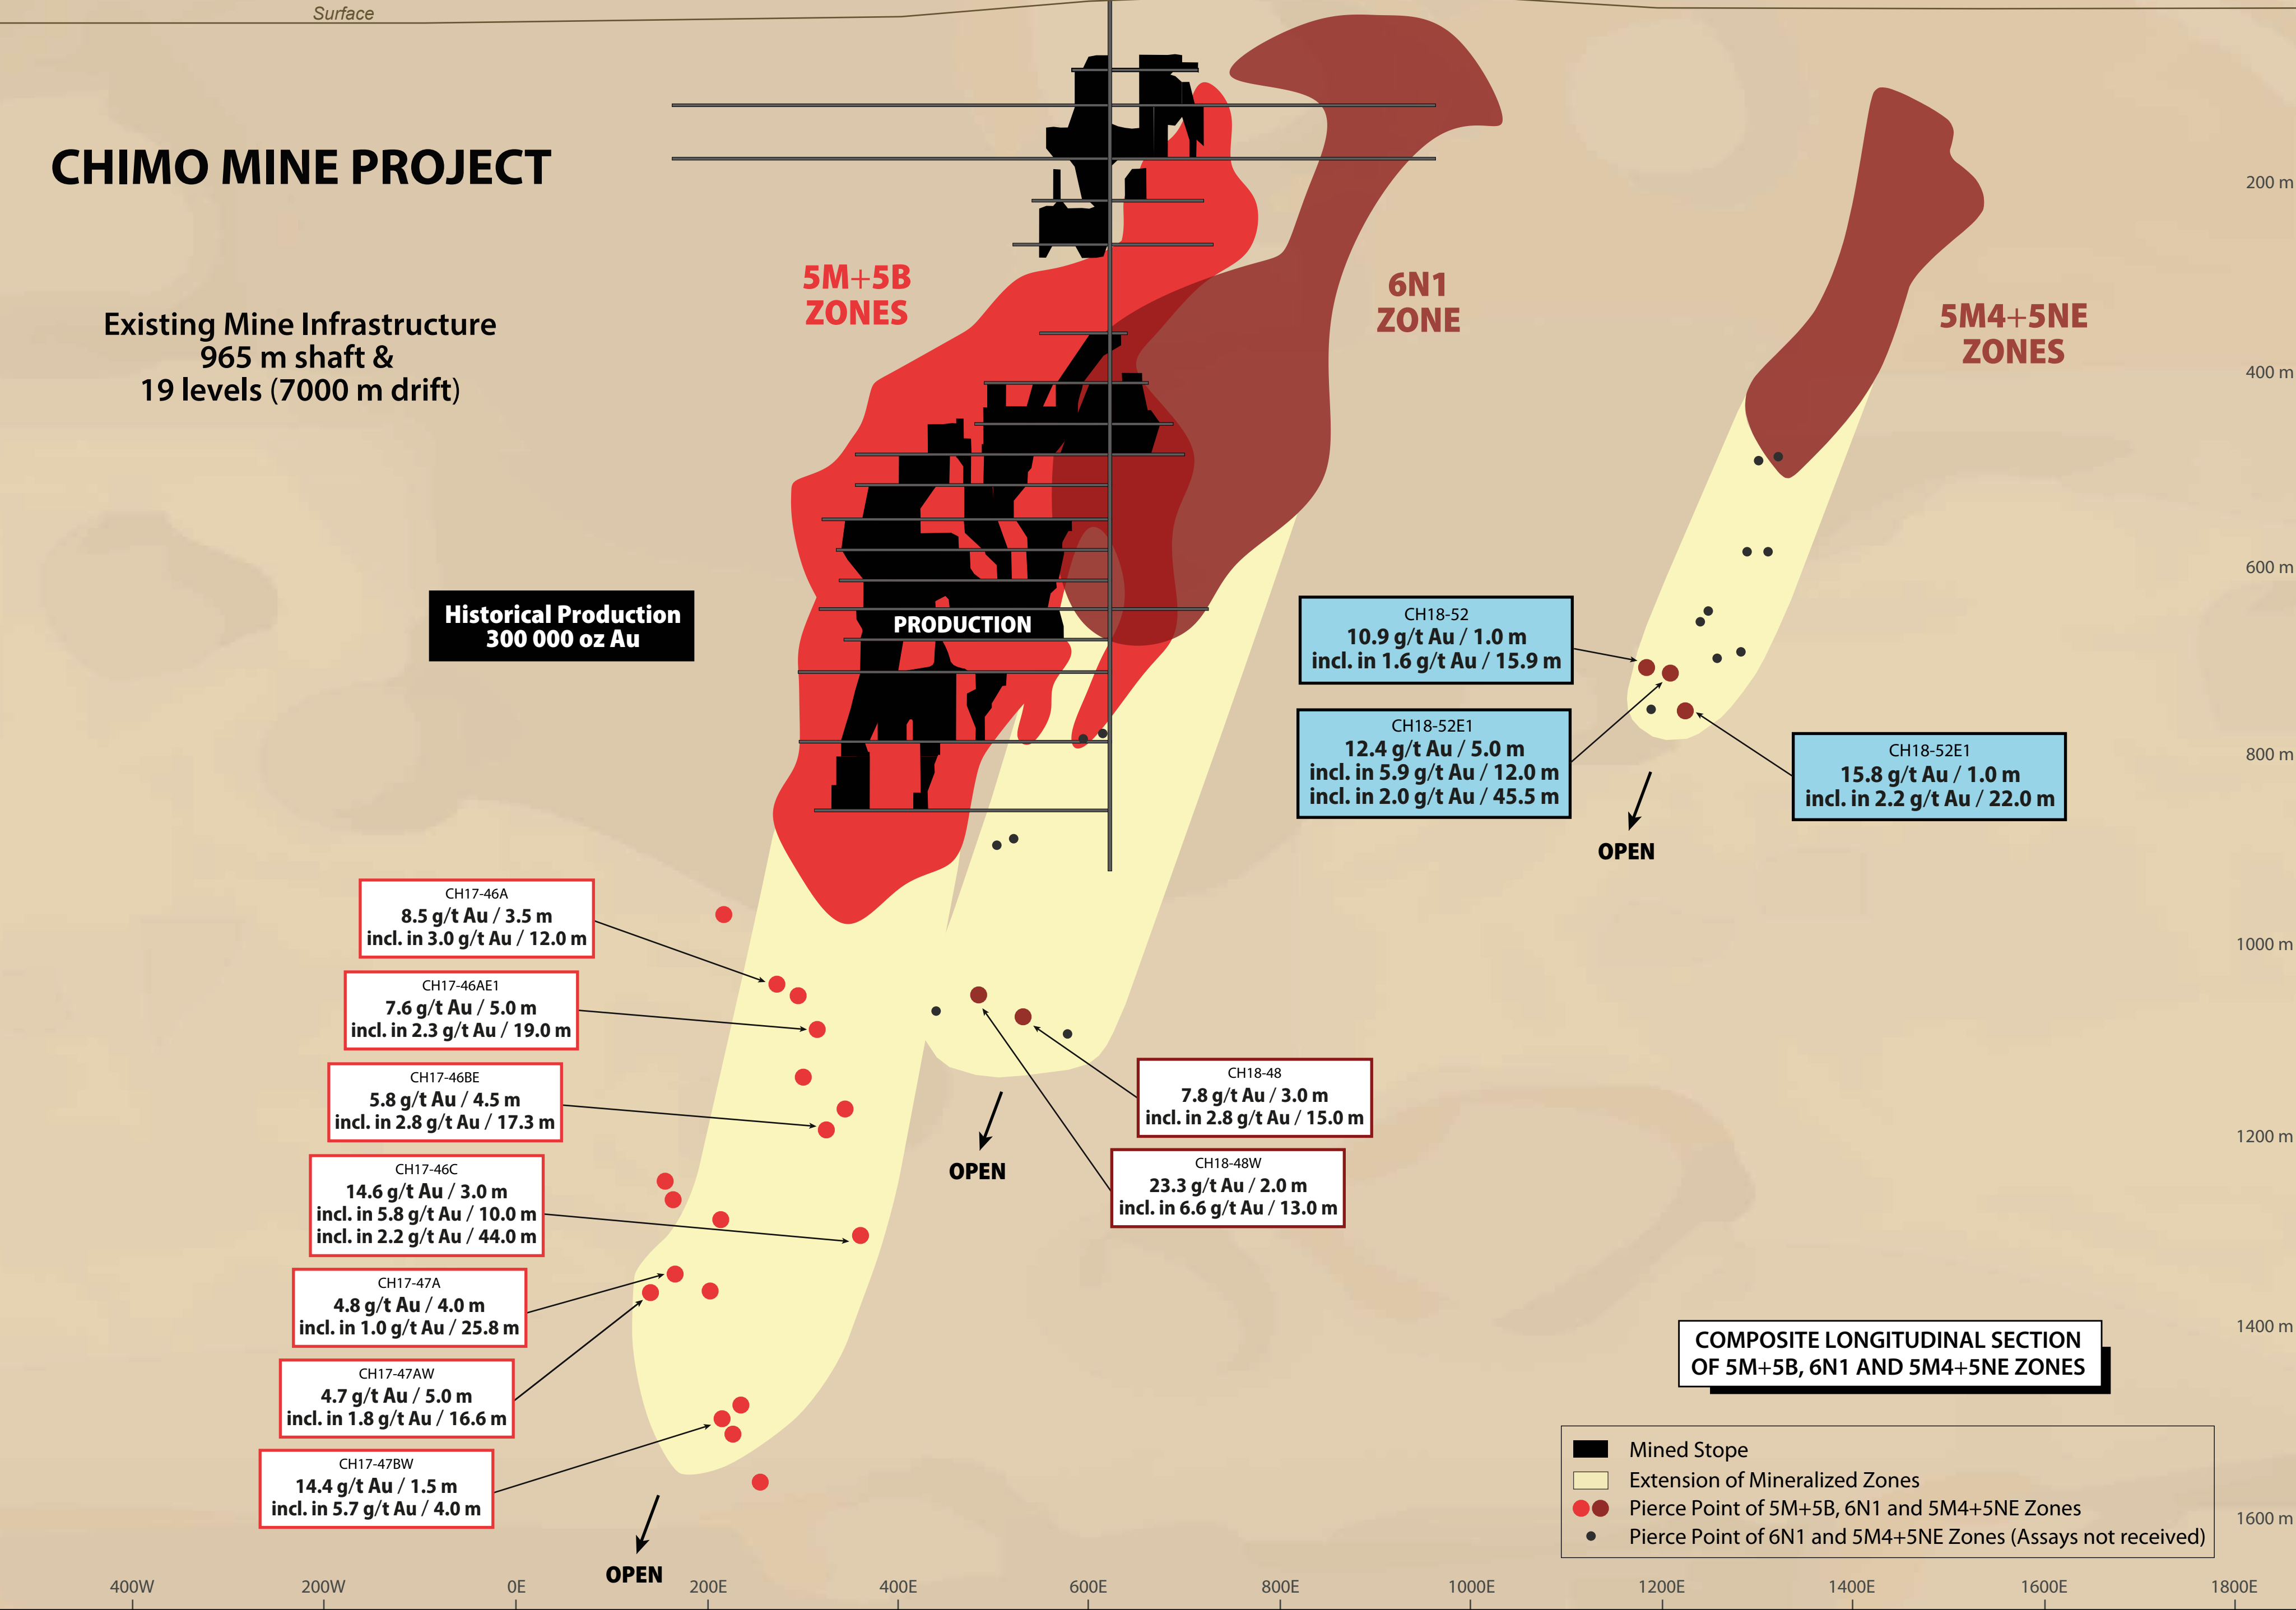 Surface
CHIMO MINE PROJECT
Existing Mine Infrastructure
965 m shaft &
19 levels (7000 m drift)
5M+5B
ZONES
6N1
ZONE
5M4+5NE
ZONES
Historical Production
300 000 oz Au
PRODUCTION
CH18-52
10.9 g/t Au / 1.0 m
incl. in 1.6 g/t Au / 15.9 m
CH18-52E1
12.4 g/t Au / 5.0 m
incl. in 5.9 g/t Au / 12.0 m
incl. in 2.0 g/t Au / 45.5 m
CH18-52E1
15.8 g/t Au / 1.0 m
incl. in 2.2 g/t Au / 22.0 m
OPEN
CH17-46A
8.5 g/t Au / 3.5 m
incl. in 3.0 g/t Au / 12.0 m
CH17-46AE1
7.6 g/t Au / 5.0 m
incl. in 2.3 g/t Au / 19.0 m
CH17-46BE
5.8 g/t Au / 4.5 m
incl. in 2.8 g/t Au / 17.3 m
CH17-46C
14.6 g/t Au / 3.0 m
incl. in 5.8 g/t Au / 10.0 m
incl. in 2.2 g/t Au / 44.0 m
CH17-47A
4.8 g/t Au / 4.0 m
incl. in 1.0 g/t Au / 25.8 m
CH17-47AW
4.7 g/t Au / 5.0 m
incl. in 1.8 g/t Au / 16.6 m
CH17-47BW
14.4 g/t Au / 1.5 m
incl. in 5.7 g/t Au / 4.0 m
OPEN
CH18-48
7.8 g/t Au / 3.0 m
incl. in 2.8 g/t Au / 15.0 m
CH18-48W
23.3 g/t Au / 2.0 m
incl. in 6.6 g/t Au / 13.0 m
OPEN
COMPOSITE LONGITUDINAL SECTION
OF 5M+5B, 6N1 AND 5M4+5NE ZONES
Mined Stope
Extension of Mineralized Zones
Pierce Point of 5M+5B, 6N1 and 5M4+5NE Zones
Pierce Point of 6N1 and 5M4+5NE Zones (Assays not received)
200 m
400 m
600 m
800 m
1000 m
1200 m
1400 m
1600 m
400W
200W
0E
200E
400E
600E
800E
1000E
1200E
1400E
1600E
1800E